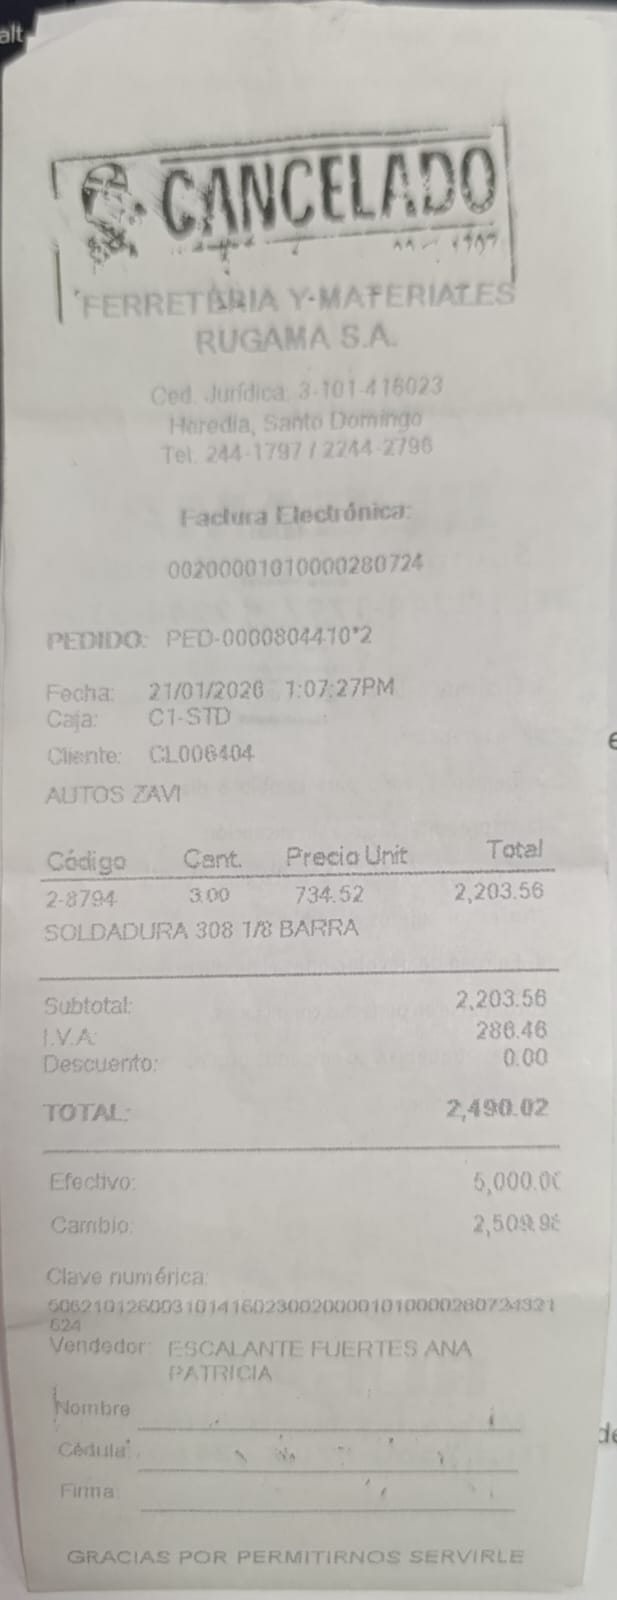 alt
CANCELADO
FERRETERIA Y MATERIALES
RUGAMA S.A.
Ced. Jurídica: 3-101-416023
Heredia, Santo Domingo
Tel. 244-1797 / 2244-2796
Factura Electrónica:
00200001010000280724
PEDIDO: PED-0000804410*2
Fecha: 21/01/2026 1:07:27PM
Caja: C1-STD
Cliente: CL006404
AUTOS ZAVI
Código Cant. Precio Unit Total
2-8794 3.00 734.52 2,203.56
SOLDADURA 308 1/8 BARRA
Subtotal: 2,203.56
I.V.A: 286.46
Descuento: 0.00
TOTAL: 2,490.02
Efectivo: 5,000.00
Cambio: 2,509.98
Clave numérica:
50621012600310141602300200001010000280724321
624
Vendedor: ESCALANTE FUERTES ANA
PATRICIA
Nombre
Cédula
Firma:
GRACIAS POR PERMITIRNOS SERVIRLE